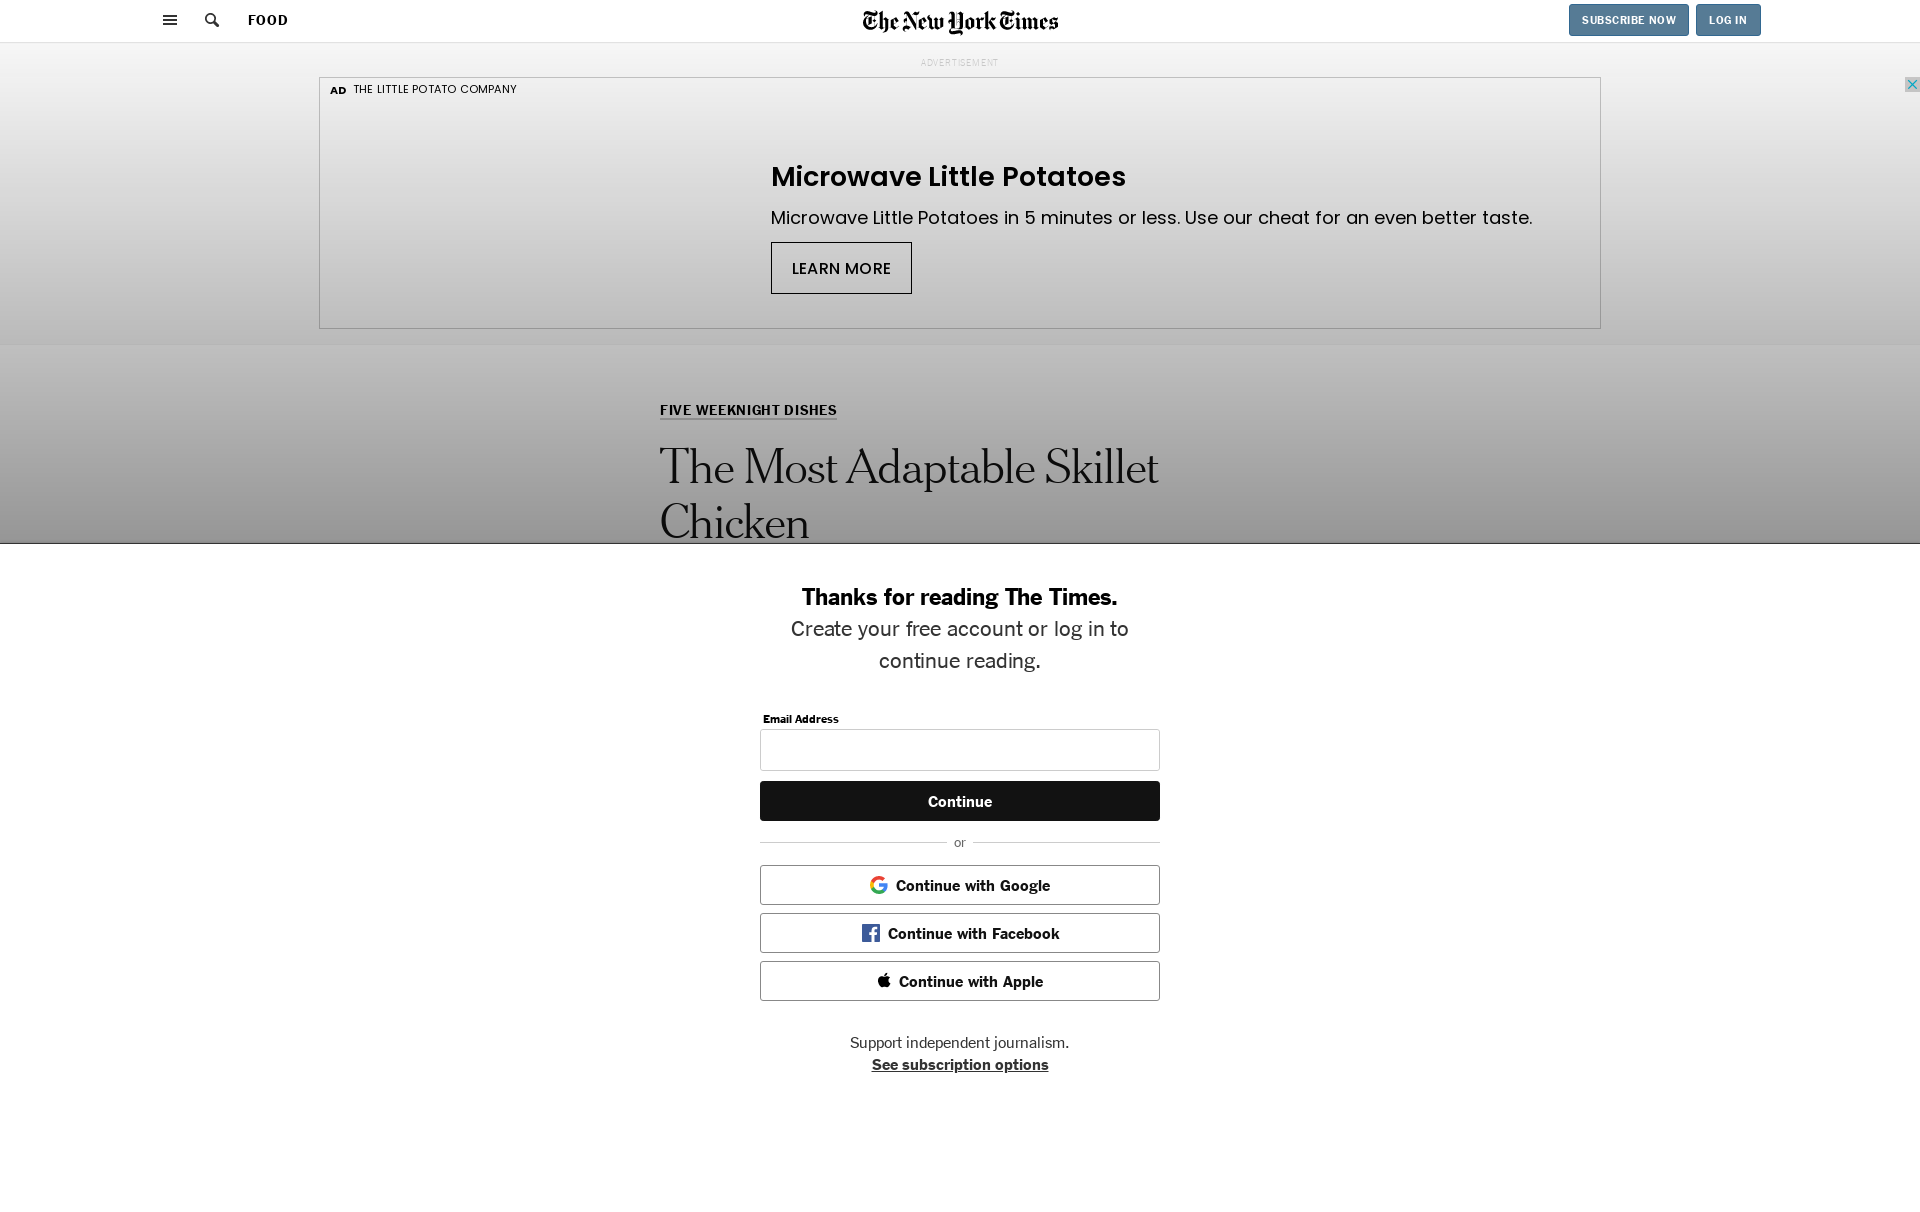 FOOD
The New York Times
SUBSCRIBE NOW
LOG IN
ADVERTISEMENT
AD THE LITTLE POTATO COMPANY
Microwave Little Potatoes
Microwave Little Potatoes in 5 minutes or less. Use our cheat for an even better taste.
LEARN MORE
FIVE WEEKNIGHT DISHES
The Most Adaptable Skillet
Chicken
Thanks for reading The Times.
Create your free account or log in to
continue reading.
Email Address
Continue
or
Continue with Google
Continue with Facebook
Continue with Apple
Support independent journalism.
See subscription options